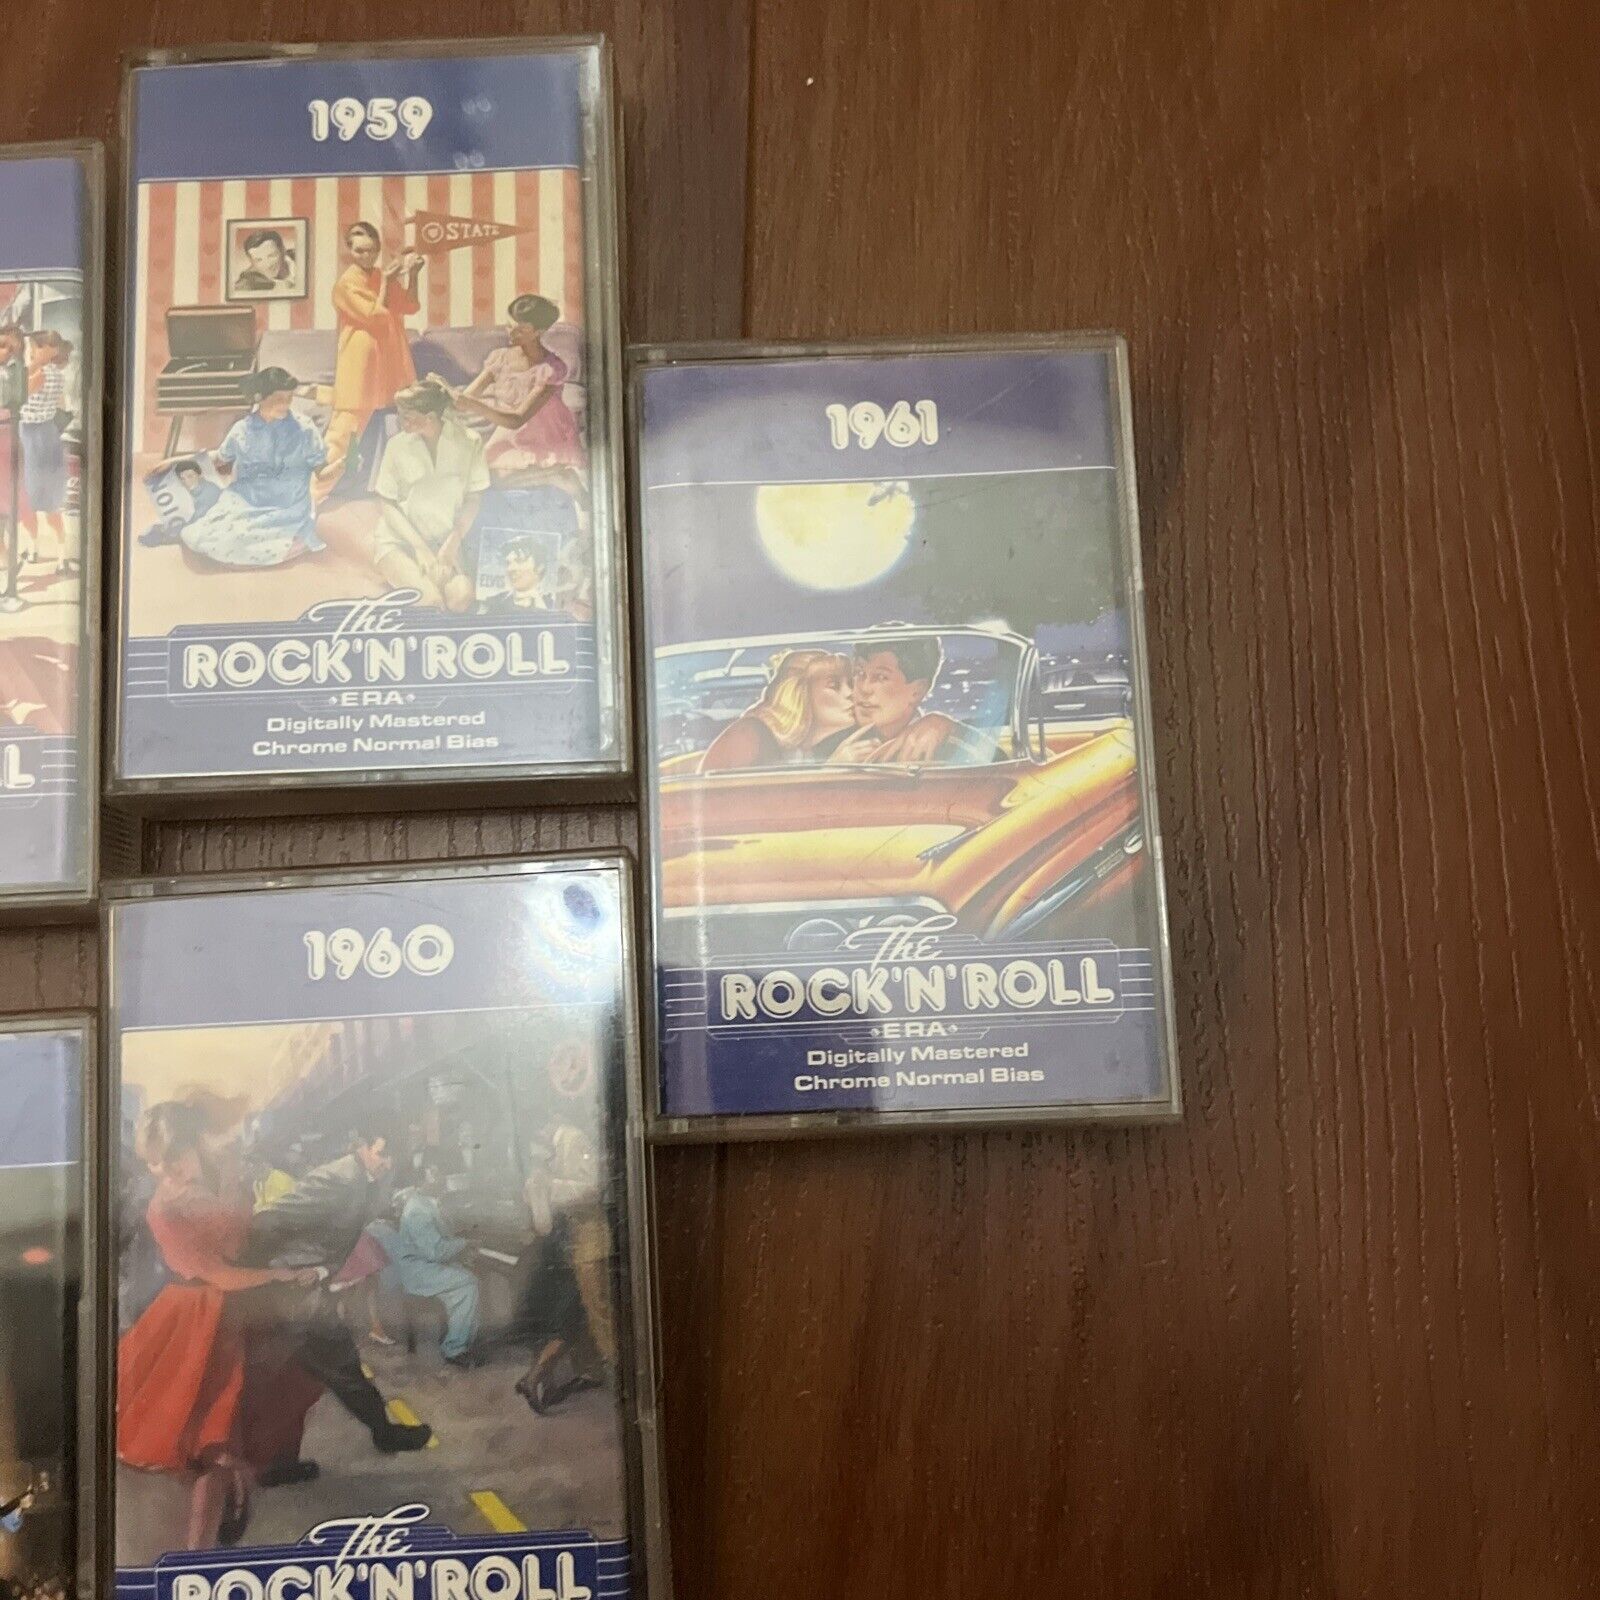 1959
STATE
ELVIS
The
ROCK'N'ROLL
ERA
Digitally Mastered
Chrome Normal Bias
1961
The
ROCK'N'ROLL
ERA
Digitally Mastered
Chrome Normal Bias
1960
The
ROCK'N'ROLL
LL